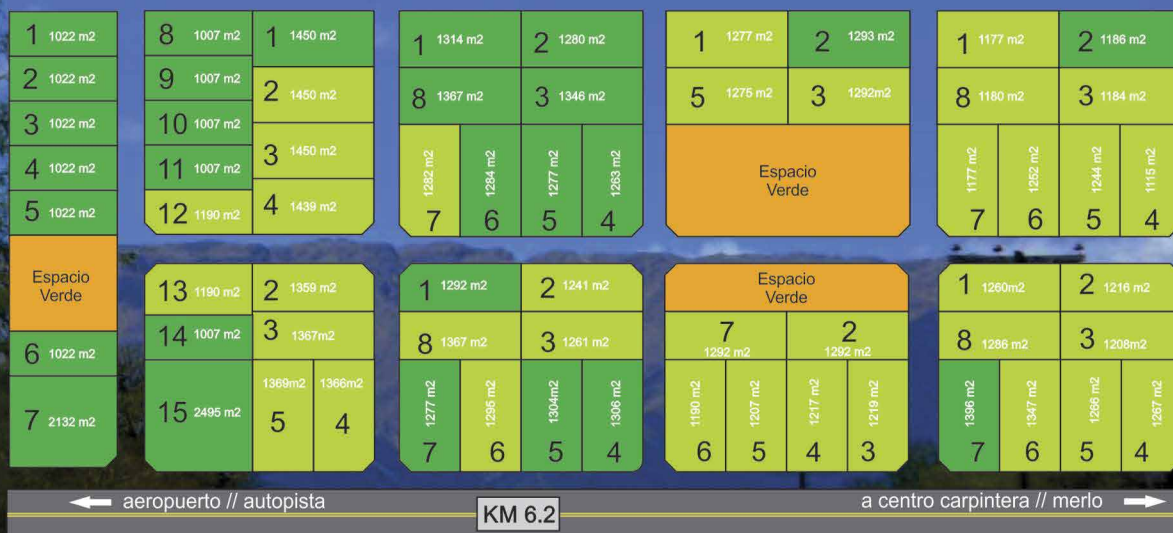 1 1022 m2
2 1022 m2
3 1022 m2
4 1022 m2
5 1022 m2
Espacio
Verde
6 1022 m2
7 2132 m2
8 1007 m2
9 1007 m2
10 1007 m2
11 1007 m2
12 1190 m2
1 1450 m2
2 1450 m2
3 1450 m2
4 1439 m2
13 1190 m2
14 1007 m2
15 2495 m2
2 1359 m2
3 1367m2
1369m2
5
1366m2
4
1 1314 m2
2 1280 m2
8 1367 m2
3 1346 m2
1282 m2
7
1284 m2
6
1277 m2
5
1263 m2
4
1 1292 m2
2 1241 m2
8 1367 m2
3 1261 m2
1277 m2
7
1296 m2
6
1304m2
5
1306 m2
4
1 1277 m2
2 1293 m2
5 1275 m2
3 1292m2
Espacio
Verde
Espacio
Verde
7
1292 m2
2
1292 m2
1190 m2
6
1207 m2
5
1217 m2
4
1219 m2
3
1 1177 m2
2 1186 m2
8 1180 m2
3 1184 m2
1177 m2
7
1252 m2
6
1244 m2
5
1115 m2
4
1 1260m2
2 1216 m2
8 1286 m2
3 1208m2
1396 m2
7
1347 m2
6
1266 m2
5
1267 m2
4
aeropuerto // autopista
KM 6.2
a centro carpintera // merlo